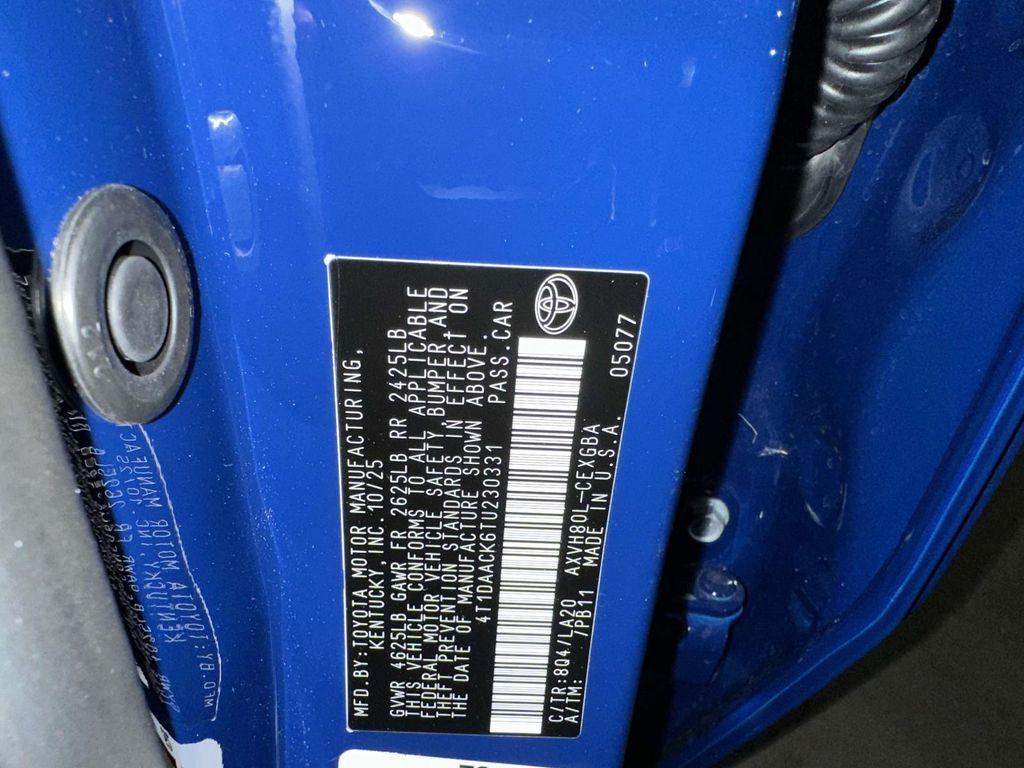 MFD. BY: TOYOTA MOTOR MANUFACTURING,
KENTUCKY, INC. 10/25
GVWR 4625LB GAWR FR 2625LB RR 2425LB
THIS VEHICLE CONFORMS TO ALL APPLICABLE
FEDERAL MOTOR VEHICLE SAFETY, BUMPER, AND
THEFT PREVENTION STANDARDS IN EFFECT ON
THE DATE OF MANUFACTURE SHOWN ABOVE.
4T1DAACK6TU230331 PASS. CAR
C/TR: 8Q47/LA20 AXVH80L-CEXGBA
A/TM: /PB11 MADE IN U.S.A. 05077